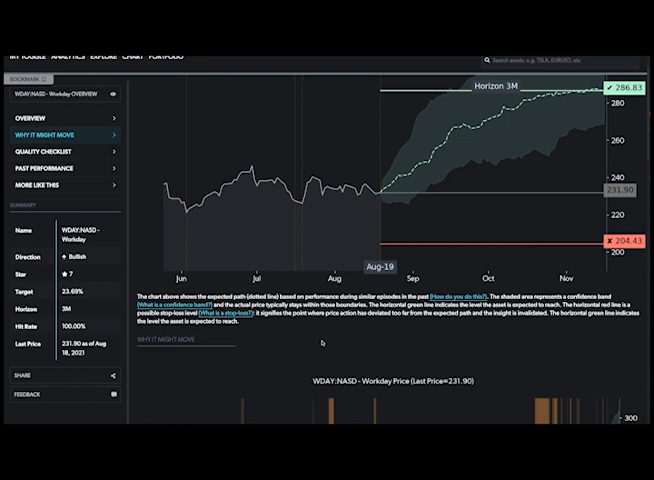 MY TOGGLE ANALYTICS EXPLORE CHART PORTFOLIO
Search assets, e.g. TSLA, EURUSD, etc.
BOOKMARK
WDAY:NASD - Workday OVERVIEW
OVERVIEW
WHY IT MIGHT MOVE
QUALITY CHECKLIST
PAST PERFORMANCE
MORE LIKE THIS
SUMMARY
Name WDAY:NASD -
Workday
Direction Bullish
Star 7
Target 23.69%
Horizon 3M
Hit Rate 100.00%
Last Price 231.90 as of Aug
18, 2021
SHARE
FEEDBACK
Horizon 3M
286.83
280
260
240
231.90
220
204.43
200
Jun Jul Aug Sep Oct Nov
Aug-19
The chart above shows the expected path (dotted line) based on performance during similar episodes in the past (How do you do this?). The shaded area represents a confidence band
(What is a confidence band?) and the actual price typically stays within those boundaries. The horizontal green line indicates the level the asset is expected to reach. The horizontal red line is a
possible stop-loss level (What is a stop-loss?): it signifies the point where price action has deviated too far from the expected path and the insight is invalidated. The horizontal green line indicates
the level the asset is expected to reach.
WHY IT MIGHT MOVE
WDAY:NASD - Workday Price (Last Price=231.90)
300